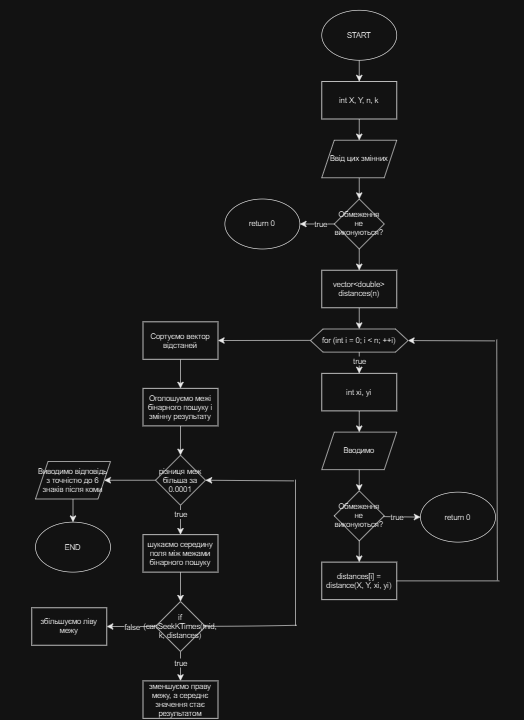 START
int X, Y, n, k
Ввід цих змінних
Обмеження
не
виконуються?
true
return 0
vector<double>
distances(n)
for (int i = 0; i < n; ++i)
true
int xi, yi
Вводимо
Обмеження
не
виконуються?
true
return 0
distances[i] =
distance(X, Y, xi, yi)
Сортуємо вектор
відстаней
Оголошуємо межі
бінарного пошуку і
змінну результату
різниця меж
більша за
0.0001
Виводимо відповідь
з точністю до 6
знаків після коми
END
true
шукаємо середину
поля між межами
бінарного пошуку
if
(canSeekKTimes(mid,
k, distances)
false
збільшуємо ліву
межу
true
зменшуємо праву
межу, а середнє
значення стає
результатом